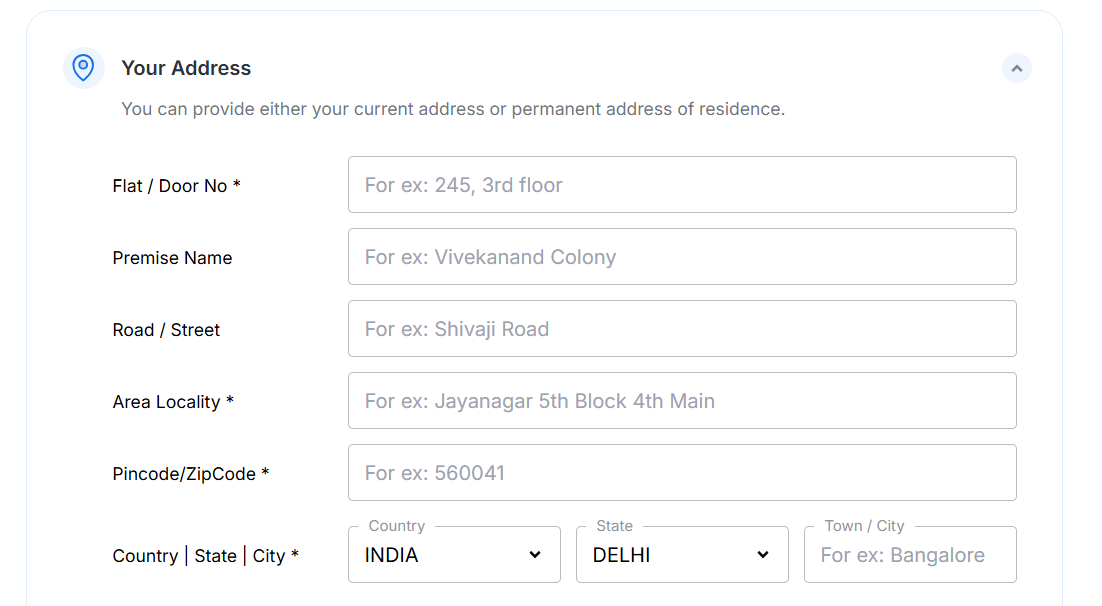 Your Address
You can provide either your current address or permanent address of residence.
Flat / Door No *
For ex: 245, 3rd floor
Premise Name
For ex: Vivekanand Colony
Road / Street
For ex: Shivaji Road
Area Locality *
For ex: Jayanagar 5th Block 4th Main
Pincode/ZipCode *
For ex: 560041
Country | State | City *
Country
INDIA
State
DELHI
Town / City
For ex: Bangalore